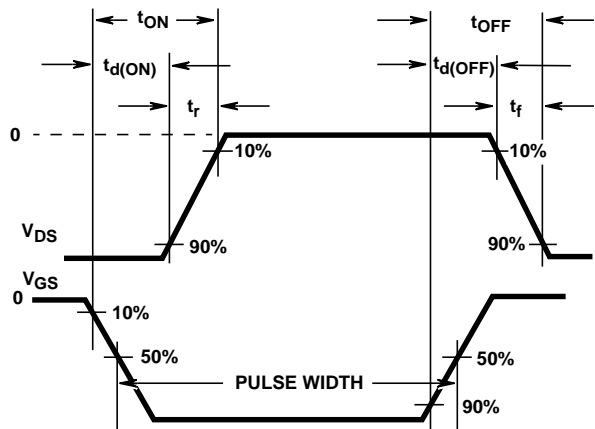 tON tOFF
td(ON) td(OFF)
tr tf
0
10% 10%
VDS 90% 90%
VGS
0
10%
50% 50%
PULSE WIDTH
90%